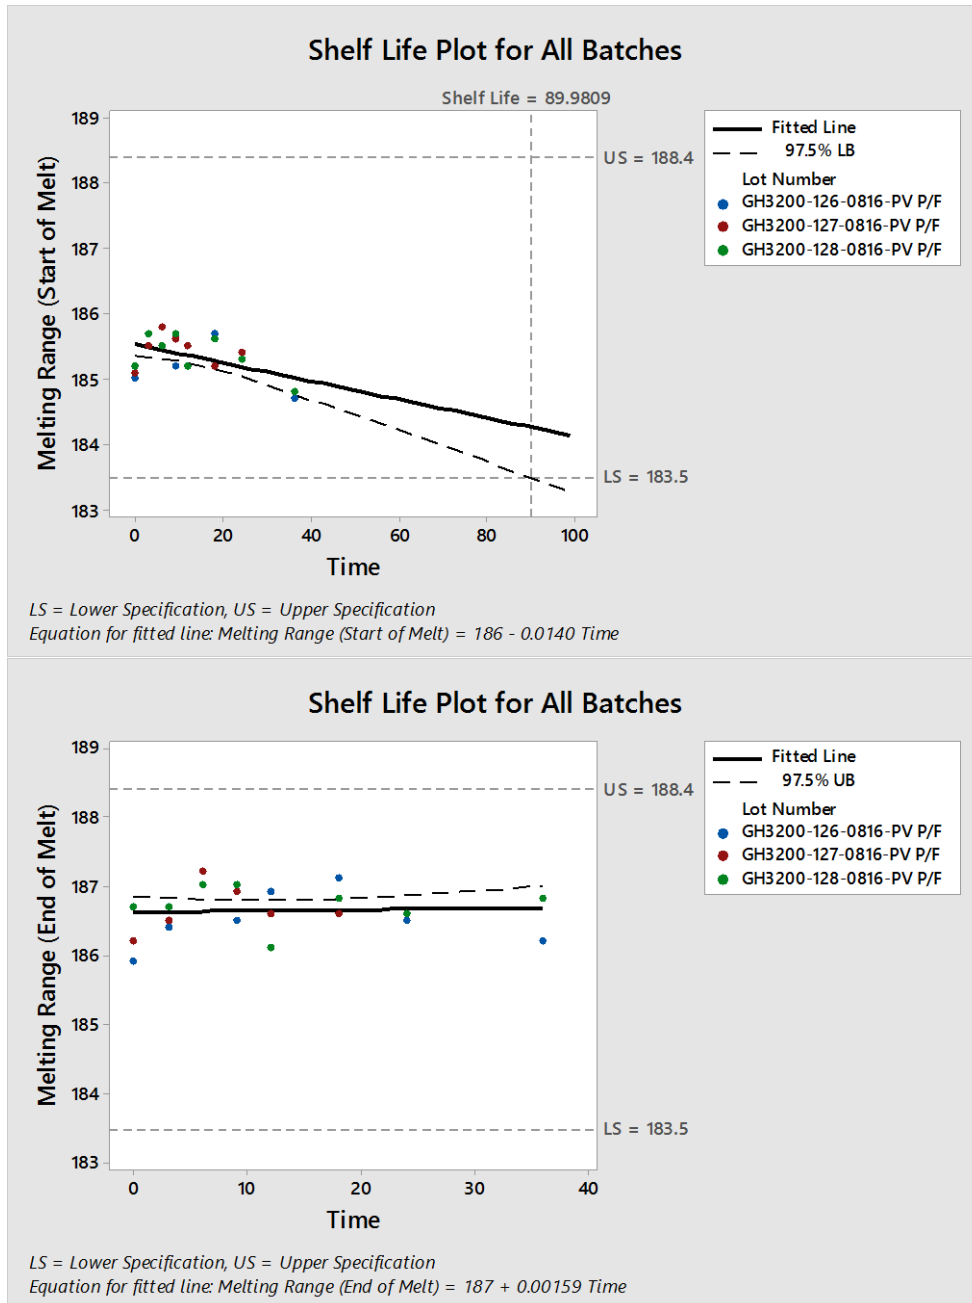 Shelf Life Plot for All Batches
Shelf Life = 89.9809
189
188
187
186
185
184
183
Melting Range (Start of Melt)
US = 188.4
LS = 183.5
0 20 40 60 80 100
Time
Fitted Line
97.5% LB
Lot Number
GH3200-126-0816-PV P/F
GH3200-127-0816-PV P/F
GH3200-128-0816-PV P/F
LS = Lower Specification, US = Upper Specification
Equation for fitted line: Melting Range (Start of Melt) = 186 - 0.0140 Time
Shelf Life Plot for All Batches
189
188
187
186
185
184
183
Melting Range (End of Melt)
US = 188.4
LS = 183.5
0 10 20 30 40
Time
Fitted Line
97.5% UB
Lot Number
GH3200-126-0816-PV P/F
GH3200-127-0816-PV P/F
GH3200-128-0816-PV P/F
LS = Lower Specification, US = Upper Specification
Equation for fitted line: Melting Range (End of Melt) = 187 + 0.00159 Time